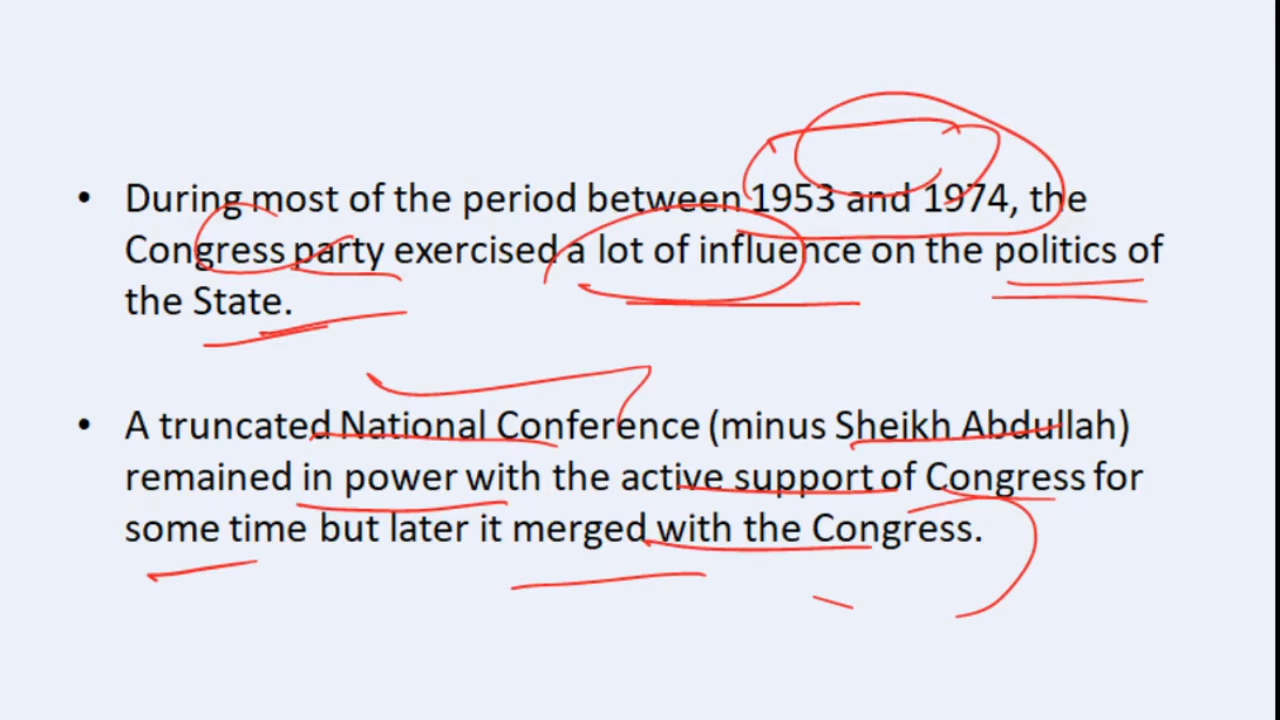 • During most of the period between 1953 and 1974, the
Congress party exercised a lot of influence on the politics of
the State.
• A truncated National Conference (minus Sheikh Abdullah)
remained in power with the active support of Congress for
some time but later it merged with the Congress.